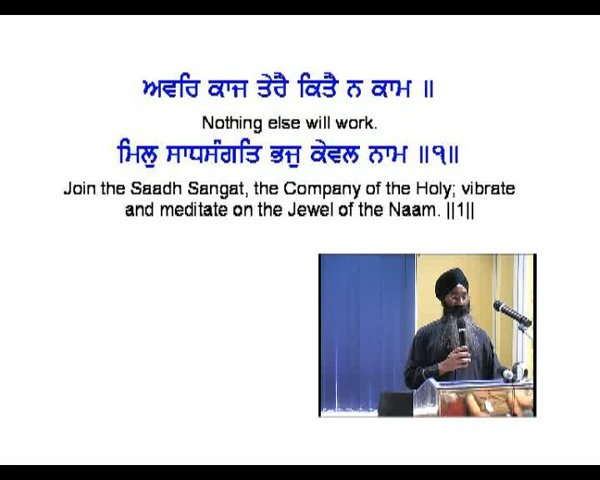 ਅਵਰਿ ਕਾਜ ਤੇਰੈ ਕਿਤੈ ਨ ਕਾਮ ॥
Nothing else will work.
ਮਿਲੁ ਸਾਧਸੰਗਤਿ ਭਜੁ ਕੇਵਲ ਨਾਮ ॥੧॥
Join the Saadh Sangat, the Company of the Holy; vibrate
and meditate on the Jewel of the Naam. ||1||